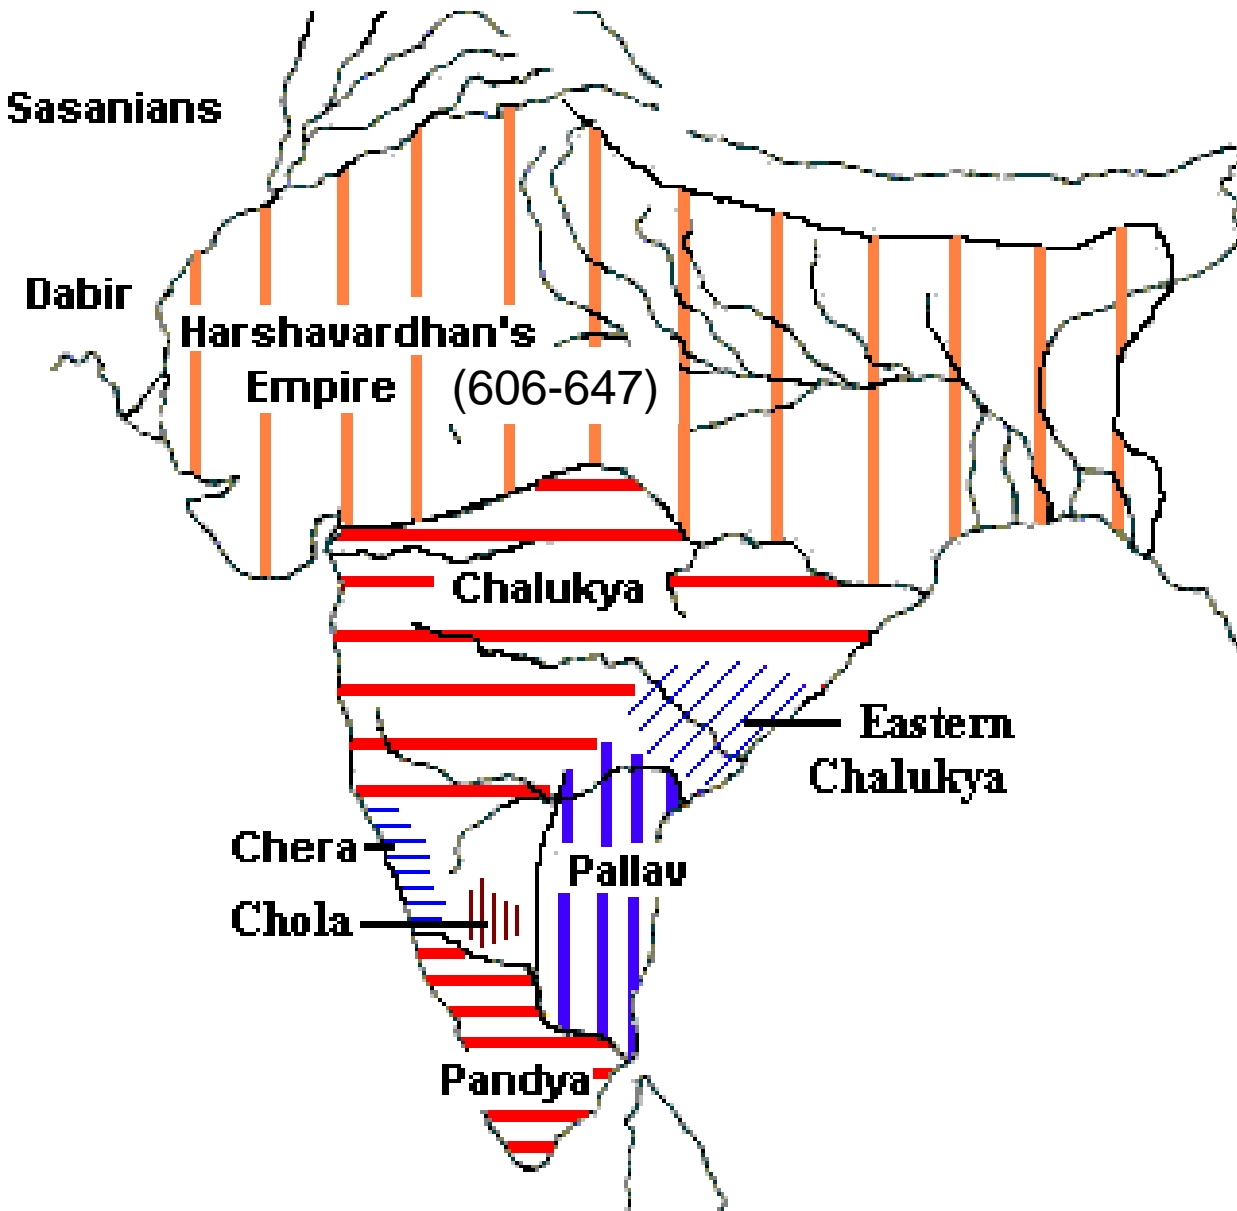 Sasanians
Dabir
Harshavardhan's
Empire (606-647)
Chalukya
Eastern
Chalukya
Chera
Pallav
Chola
Pandya